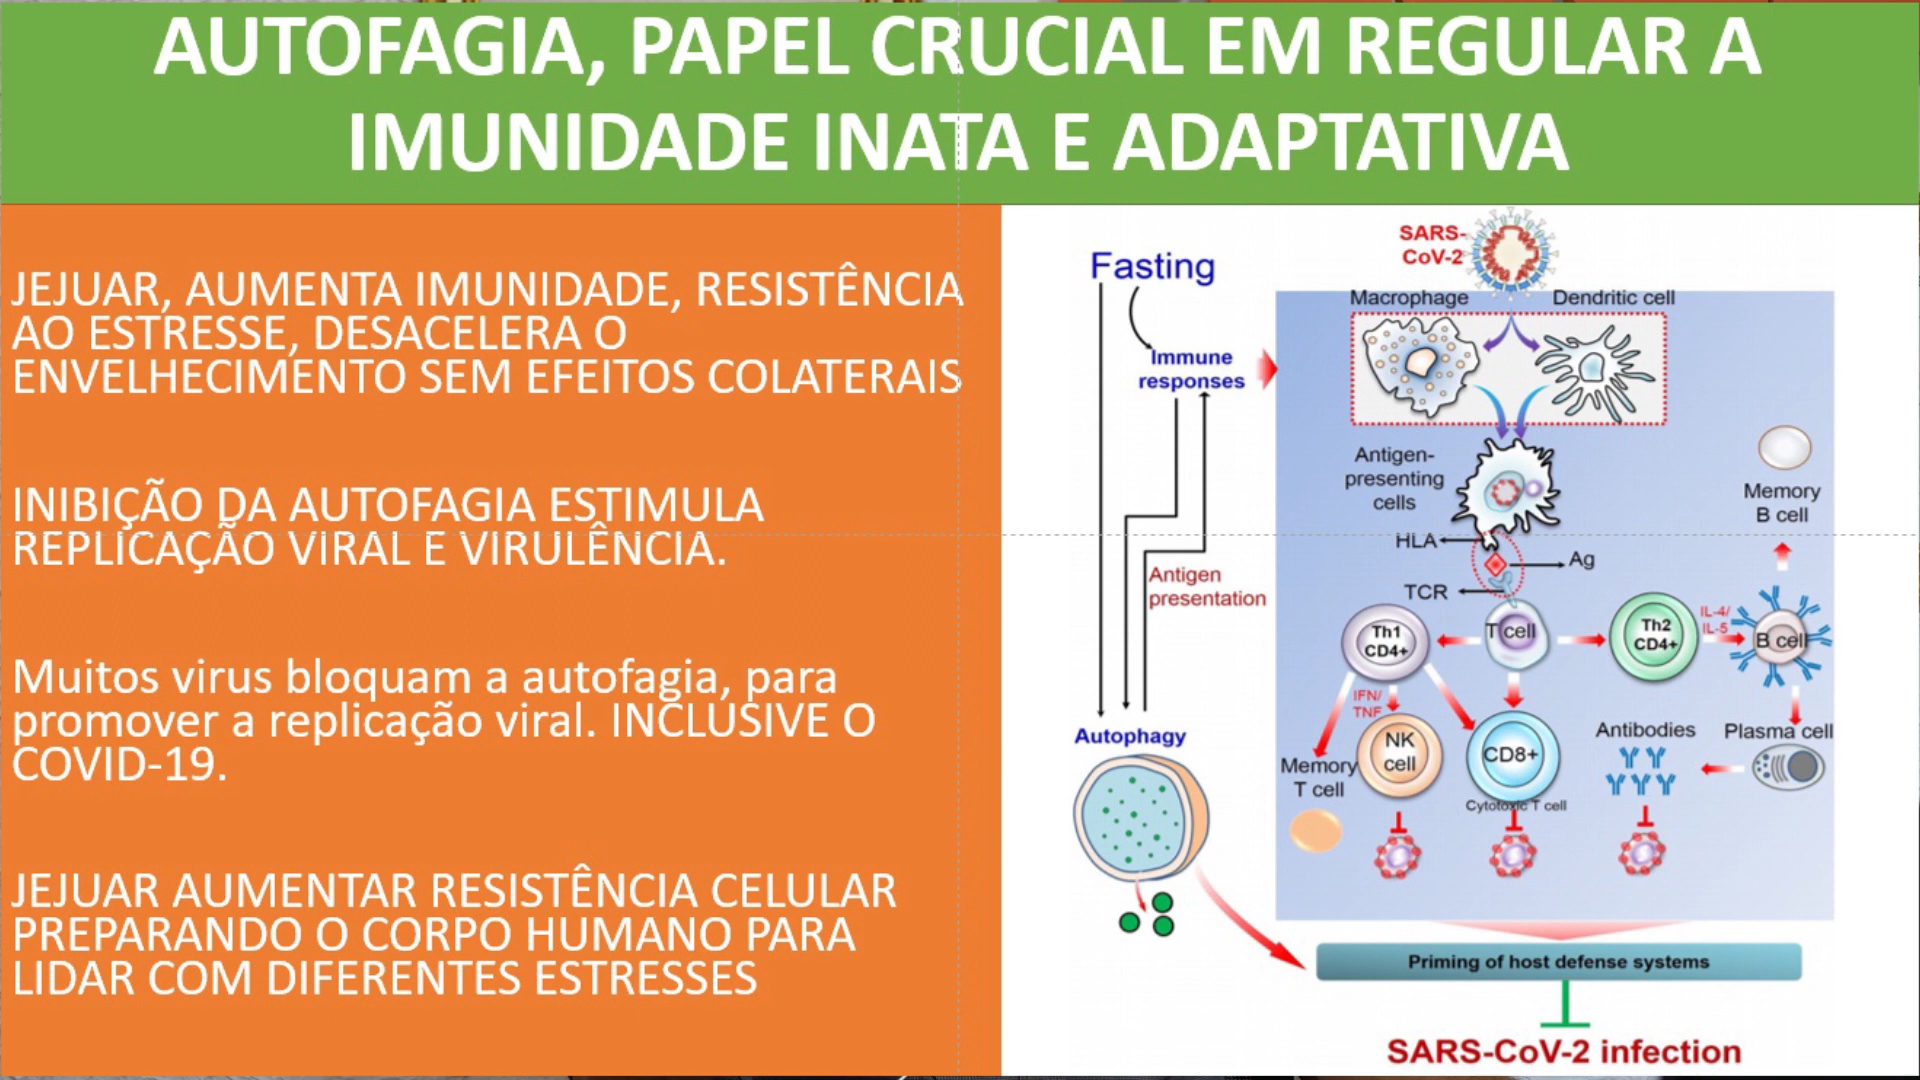 AUTOFAGIA, PAPEL CRUCIAL EM REGULAR A
IMUNIDADE INATA E ADAPTATIVA
JEJUAR, AUMENTA IMUNIDADE, RESISTÊNCIA
AO ESTRESSE, DESACELERA O
ENVELHECIMENTO SEM EFEITOS COLATERAIS
INIBIÇÃO DA AUTOFAGIA ESTIMULA
REPLICAÇÃO VIRAL E VIRULÊNCIA.
Muitos virus bloquam a autofagia, para
promover a replicação viral. INCLUSIVE O
COVID-19.
JEJUAR AUMENTAR RESISTÊNCIA CELULAR
PREPARANDO O CORPO HUMANO PARA
LIDAR COM DIFERENTES ESTRESSES
Fasting
Immune
responses
Antigen
presentation
Autophagy
SARS-
CoV-2
Macrophage
Dendritic cell
Antigen-
presenting
cells
HLA
Ag
TCR
T cell
Th1
CD4+
Th2
CD4+
IL-4/
IL-5
B cell
Memory
B cell
IFN/
TNF
NK
cell
CD8+
Cytotoxic T cell
Memory
T cell
Antibodies
Plasma cell
Priming of host defense systems
SARS-CoV-2 infection